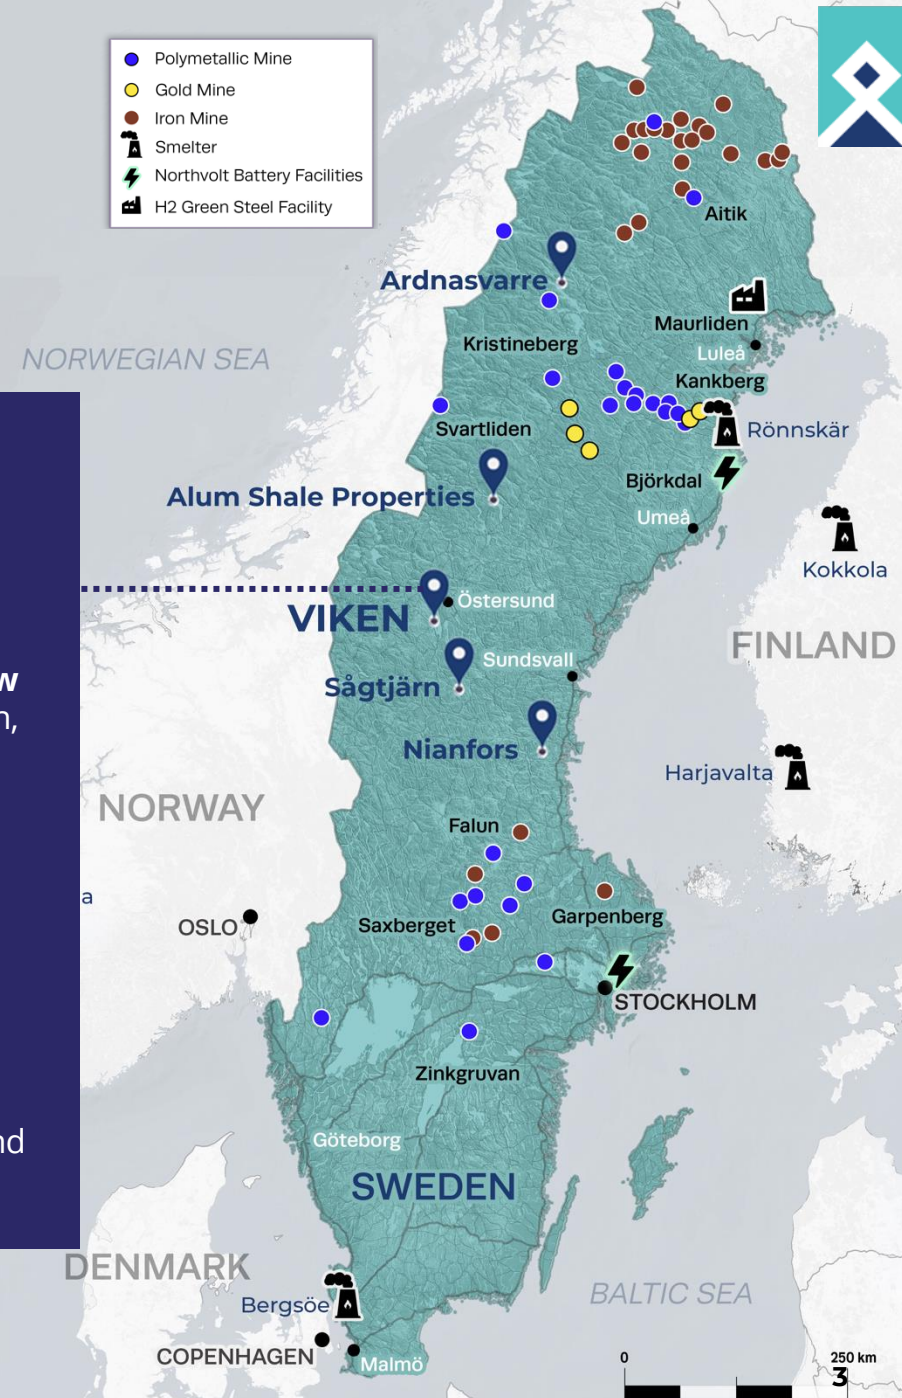 Polymetallic Mine
Gold Mine
Iron Mine
Smelter
Northvolt Battery Facilities
H2 Green Steel Facility
Aitik
Ardnasvarre
Maurliden
Kristineberg
Luleå
NORWEGIAN SEA
Kankberg
Svartliden
Rönnskär
Björkdal
Alum Shale Properties
Umeå
Kokkola
Östersund
VIKEN
FINLAND
Sundsvall
w
Sågtjärn
n,
Nianfors
Harjavalta
NORWAY
Falun
a
Garpenberg
Saxberget
OSLO
STOCKHOLM
Zinkgruvan
Göteborg
nd
SWEDEN
DENMARK
BALTIC SEA
Bergsöe
COPENHAGEN
Malmö
0 250 km
3